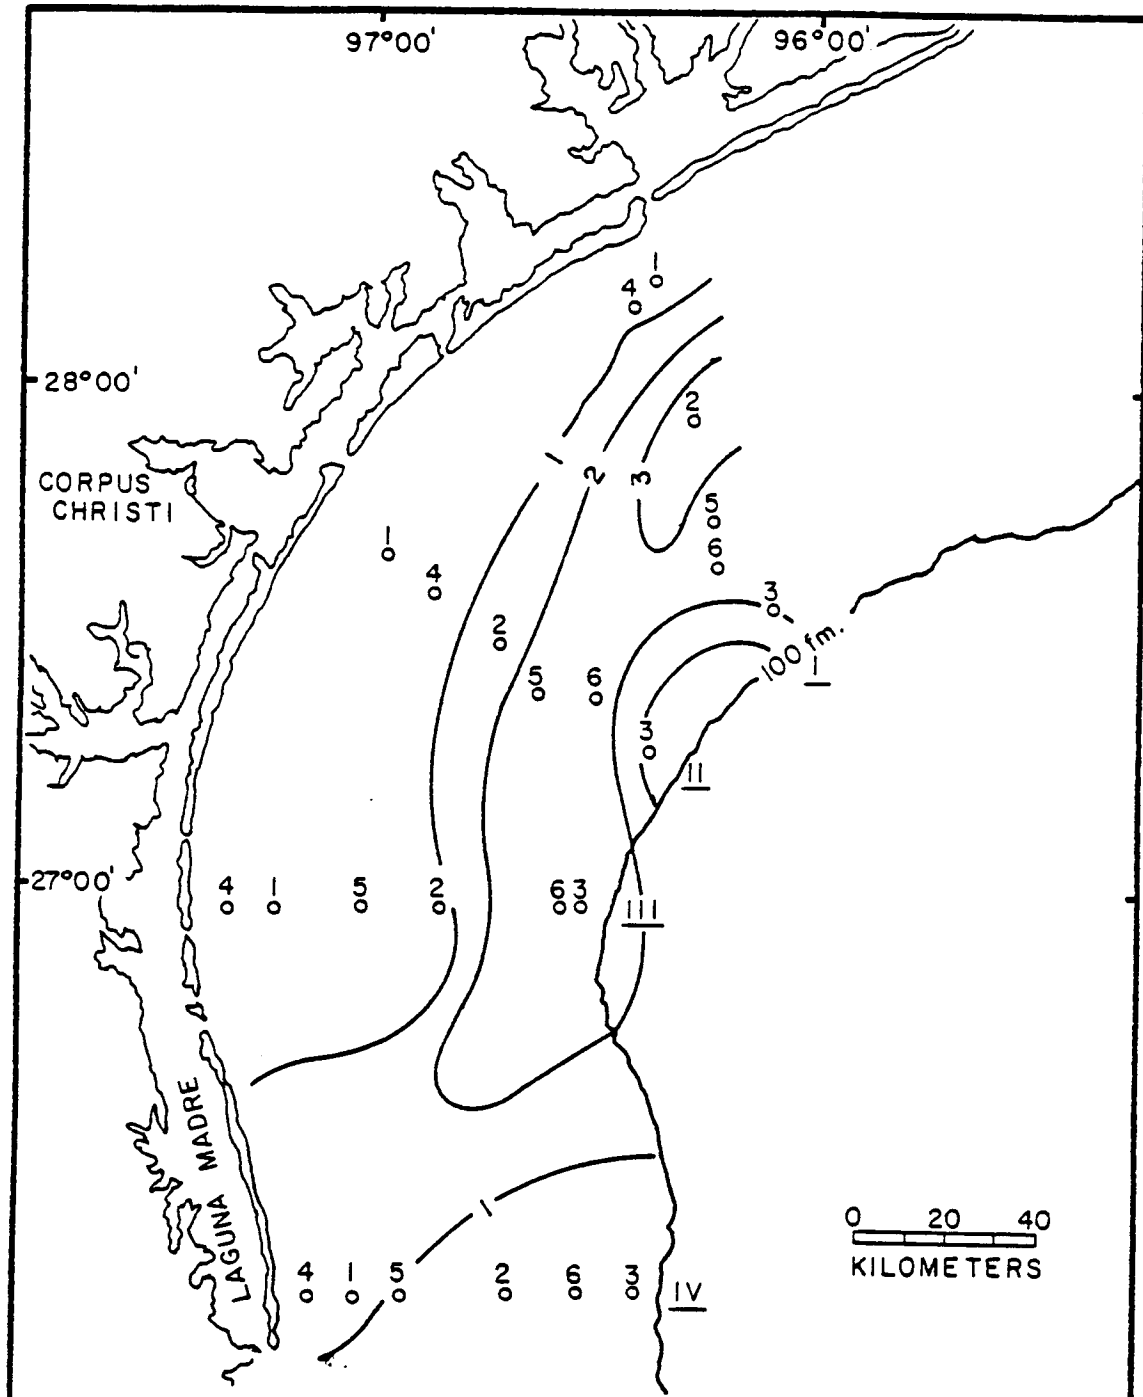 97°00' 96°00'
1
4
28°00'
2
1
2
3
CORPUS
CHRISTI
5
1
6
4
3
2
100 fm.
I
5 6
3
II
27°00'
4 1 5 2 6 3
III
LAGUNA MADRE
1
0 20 40
KILOMETERS
4 1 5 2 6 3
IV